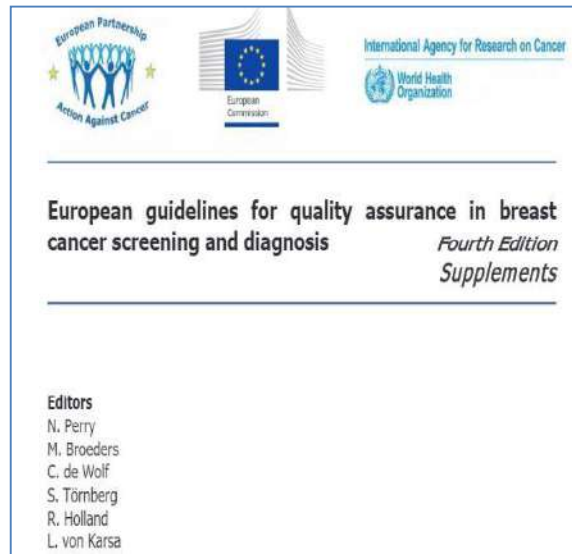 European Partnership
Action Against Cancer
European
Commission
International Agency for Research on Cancer
World Health
Organization
European guidelines for quality assurance in breast
cancer screening and diagnosis Fourth Edition
Supplements
Editors
N. Perry
M. Broeders
C. de Wolf
S. Törnberg
R. Holland
L. von Karsa